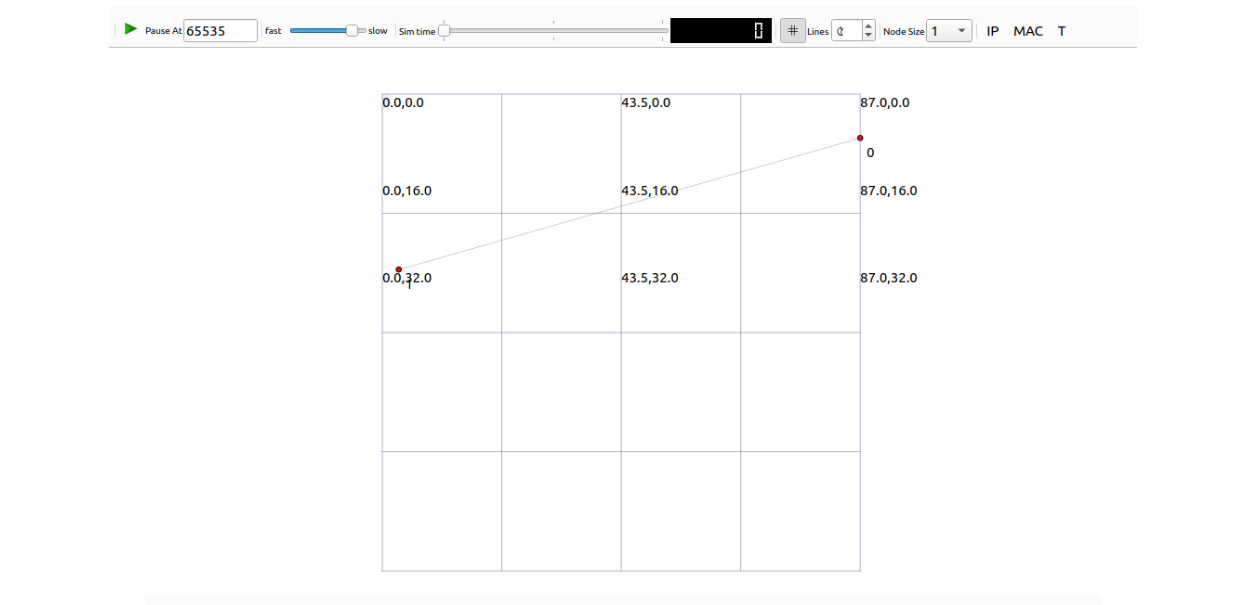 Pause At 65535 fast slow Sim time 0 # Lines Node Size 1 IP MAC T
0.0,0.0 43.5,0.0 87.0,0.0
0
0.0,16.0 43.5,16.0 87.0,16.0
0.0,32.0 43.5,32.0 87.0,32.0
1